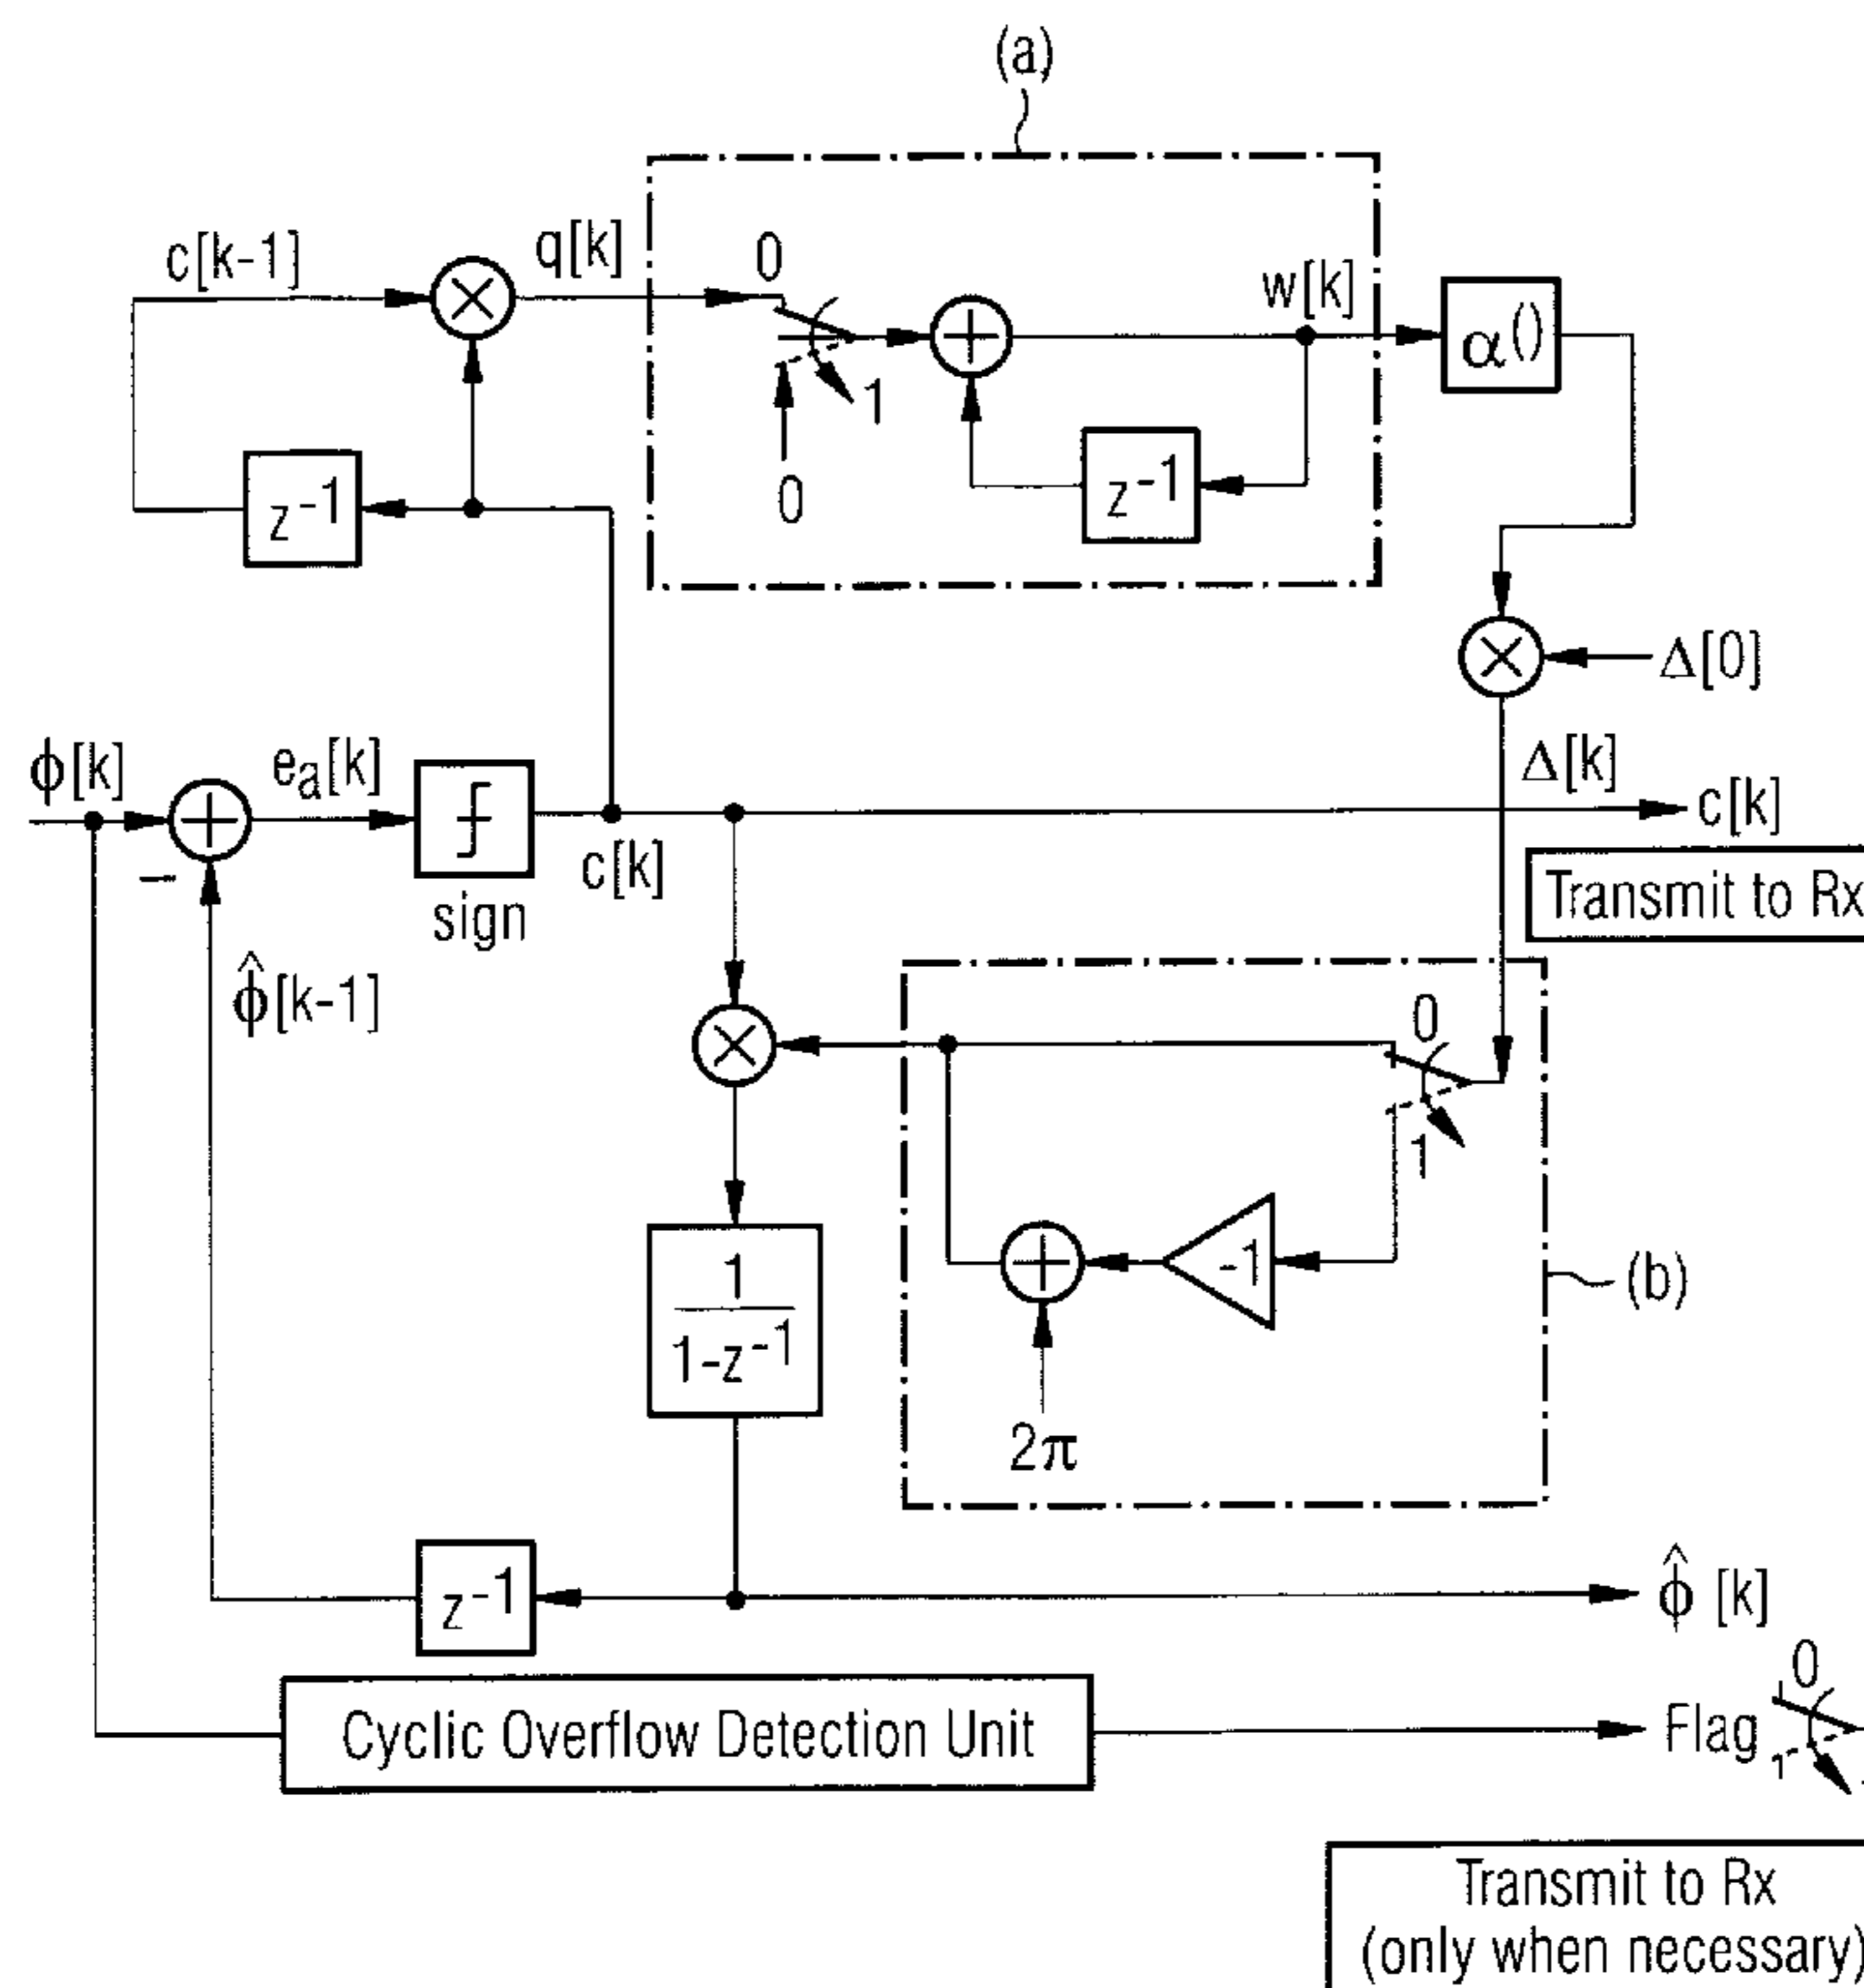 (a)
c[k-1]
q[k]
0
1
0
w[k]
α()
z⁻¹
z⁻¹
Δ[0]
ϕ[k]
eₐ[k]
Δ[k]
c[k]
c[k]
sign
-
Transmit to Rx
ϕ̂[k-1]
0
1
-1
(b)
1
1-z⁻¹
2π
z⁻¹
ϕ̂ [k]
Cyclic Overflow Detection Unit
Flag
0
1
Transmit to Rx
(only when necessary)